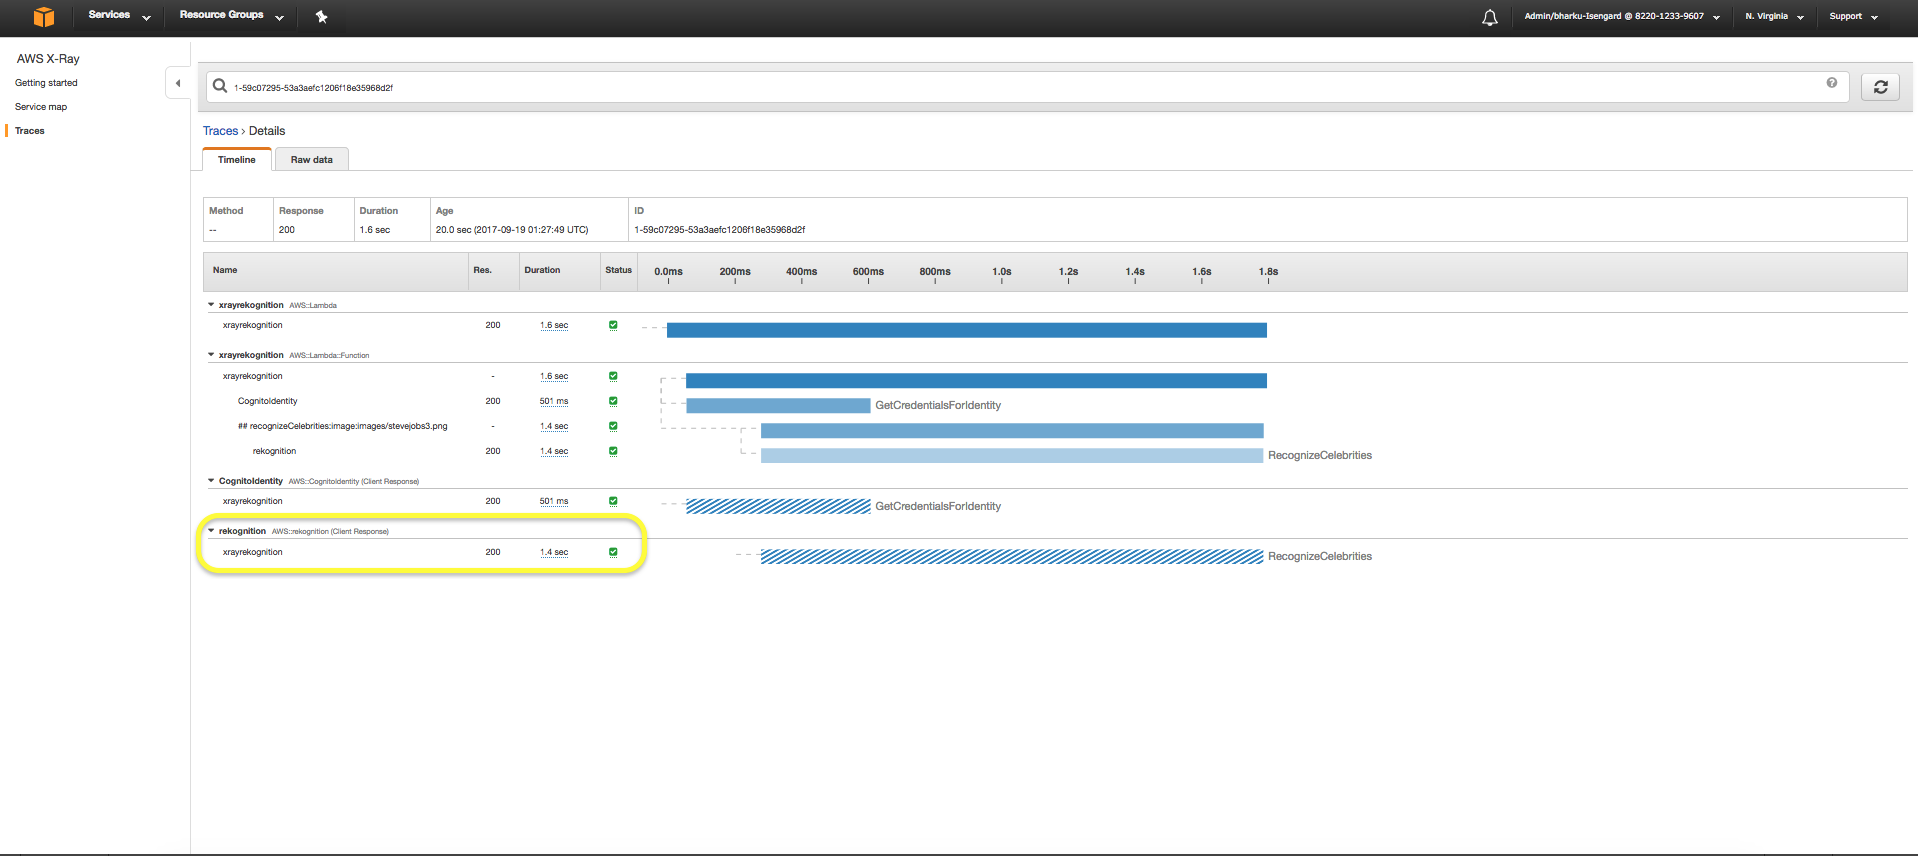 Services Resource Groups Admin/bharku-Isengard @ 8220-1233-9607 N. Virginia Support
AWS X-Ray
Getting started
Service map
Traces
1-59c07295-53a3aefc1206f18e35968d2f ?
Traces > Details
Timeline Raw data
Method Response Duration Age ID
-- 200 1.6 sec 20.0 sec (2017-09-19 01:27:49 UTC) 1-59c07295-53a3aefc1206f18e35968d2f
Name Res. Duration Status 0.0ms 200ms 400ms 600ms 800ms 1.0s 1.2s 1.4s 1.6s 1.8s
xrayrekognition AWS::Lambda
xrayrekognition 200 1.6 sec
xrayrekognition AWS::Lambda::Function
xrayrekognition - 1.6 sec
CognitoIdentity 200 501 ms GetCredentialsForIdentity
## recognizeCelebrities:image:images/stevejobs3.png - 1.4 sec
rekognition 200 1.4 sec RecognizeCelebrities
CognitoIdentity AWS::CognitoIdentity (Client Response)
xrayrekognition 200 501 ms GetCredentialsForIdentity
rekognition AWS::rekognition (Client Response)
xrayrekognition 200 1.4 sec RecognizeCelebrities